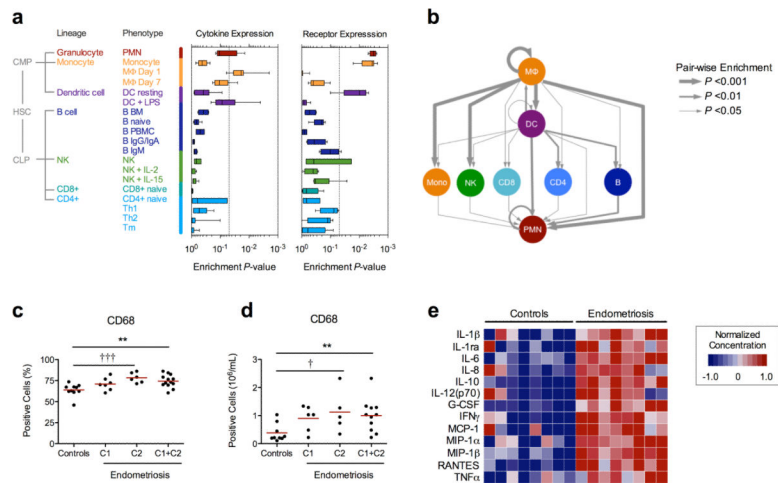 a
Lineage Phenotype Cytokine Expression Receptor Expression
Granulocyte PMN
CMP Monocyte Monocyte
MΦ Day 1
MΦ Day 7
Dendritic cell DC resting
DC + LPS
HSC B cell B BM
B naive
B PBMC
B IgG/IgA
B IgM
CLP NK NK
NK + IL-2
NK + IL-15
CD8+ CD8+ naive
CD4+ CD4+ naive
Th1
Th2
Tm
10⁻⁰ 10⁻¹ 10⁻² 10⁻³ 10⁻⁰ 10⁻¹ 10⁻² 10⁻³
Enrichment P-value Enrichment P-value
b
MΦ
DC
Mono NK CD8 CD4 B
PMN
Pair-wise Enrichment
P <0.001
P <0.01
P <0.05
c
CD68
**
†††
Positive Cells (%)
100
75
50
25
0
Controls C1 C2 C1+C2
Endometriosis
d
CD68
**
†
Positive Cells (10⁶/mL)
3
2
1
0
Controls C1 C2 C1+C2
Endometriosis
e
Controls Endometriosis
IL-1β
IL-1ra
IL-6
IL-8
IL-10
IL-12(p70)
G-CSF
IFNγ
MCP-1
MIP-1α
MIP-1β
RANTES
TNFα
Normalized
Concentration
-1.0 1.0